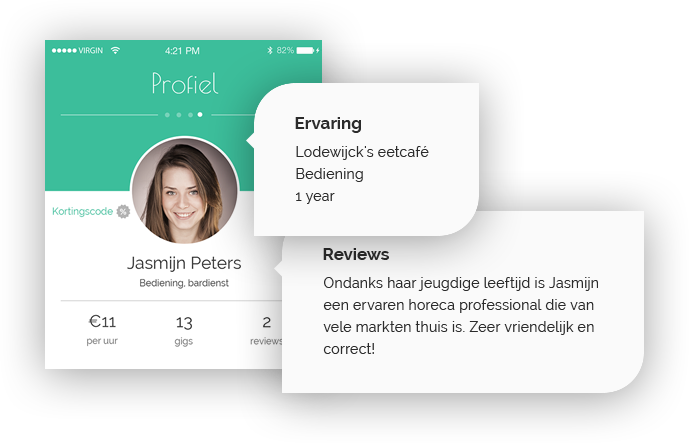 VIRGIN 4:21 PM 82%
Profiel
Ervaring
Lodewijck's eetcafé
Bediening
1 year
Kortingscode %
Jasmijn Peters
Bediening, bardienst
€11 13 2
per uur gigs reviews
Reviews
Ondanks haar jeugdige leeftijd is Jasmijn
een ervaren horeca professional die van
vele markten thuis is. Zeer vriendelijk en
correct!